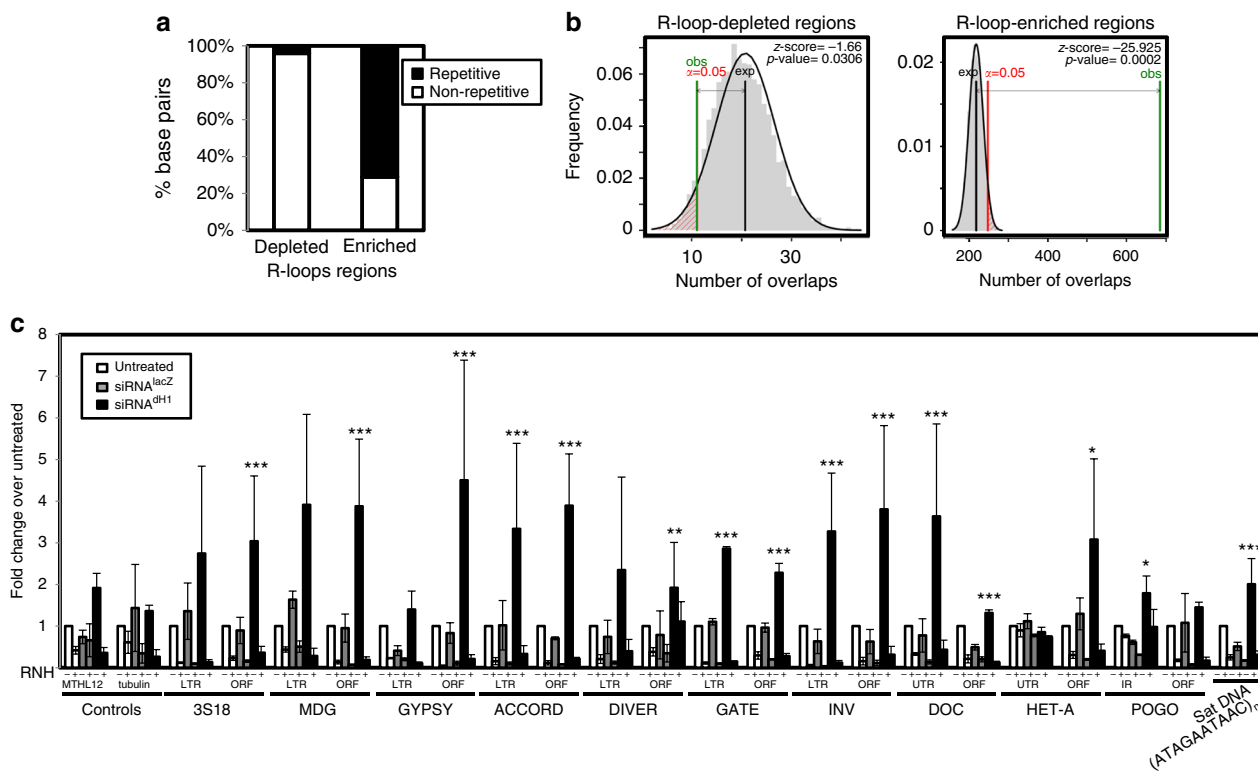 a
100%
80%
60%
40%
20%
0%
% base pairs
Repetitive
Non-repetitive
Depleted
Enriched
R-loops regions
b
R-loop-depleted regions
z-score= −1.66
p-value= 0.0306
obs
α=0.05
exp
0.06
0.04
0.02
0
Frequency
10
30
Number of overlaps
R-loop-enriched regions
z-score= −25.925
p-value= 0.0002
exp
α=0.05
obs
0.02
0.01
0
200
400
600
Number of overlaps
c
8
7
6
5
4
3
2
1
Fold change over untreated
Untreated
siRNA^lacZ
siRNA^dH1
***
***
***
***
***
**
***
***
***
***
***
***
*
*
***
RNH
−+−+−+ −+−+−+ −+−+−+ −+−+−+ −+−+−+ −+−+−+ −+−+−+ −+−+−+ −+−+−+ −+−+−+ −+−+−+ −+−+−+ −+−+−+ −+−+−+ −+−+−+ −+−+−+ −+−+−+ −+−+−+ −+−+−+ −+−+−+ −+−+−+ −+−+−+ −+−+−+
MTHL12 tubulin LTR ORF LTR ORF LTR ORF LTR ORF LTR ORF LTR ORF LTR ORF UTR ORF UTR ORF IR ORF
Controls 3S18 MDG GYPSY ACCORD DIVER GATE INV DOC HET-A POGO
Sat DNA
(ATAGAATAAC)n